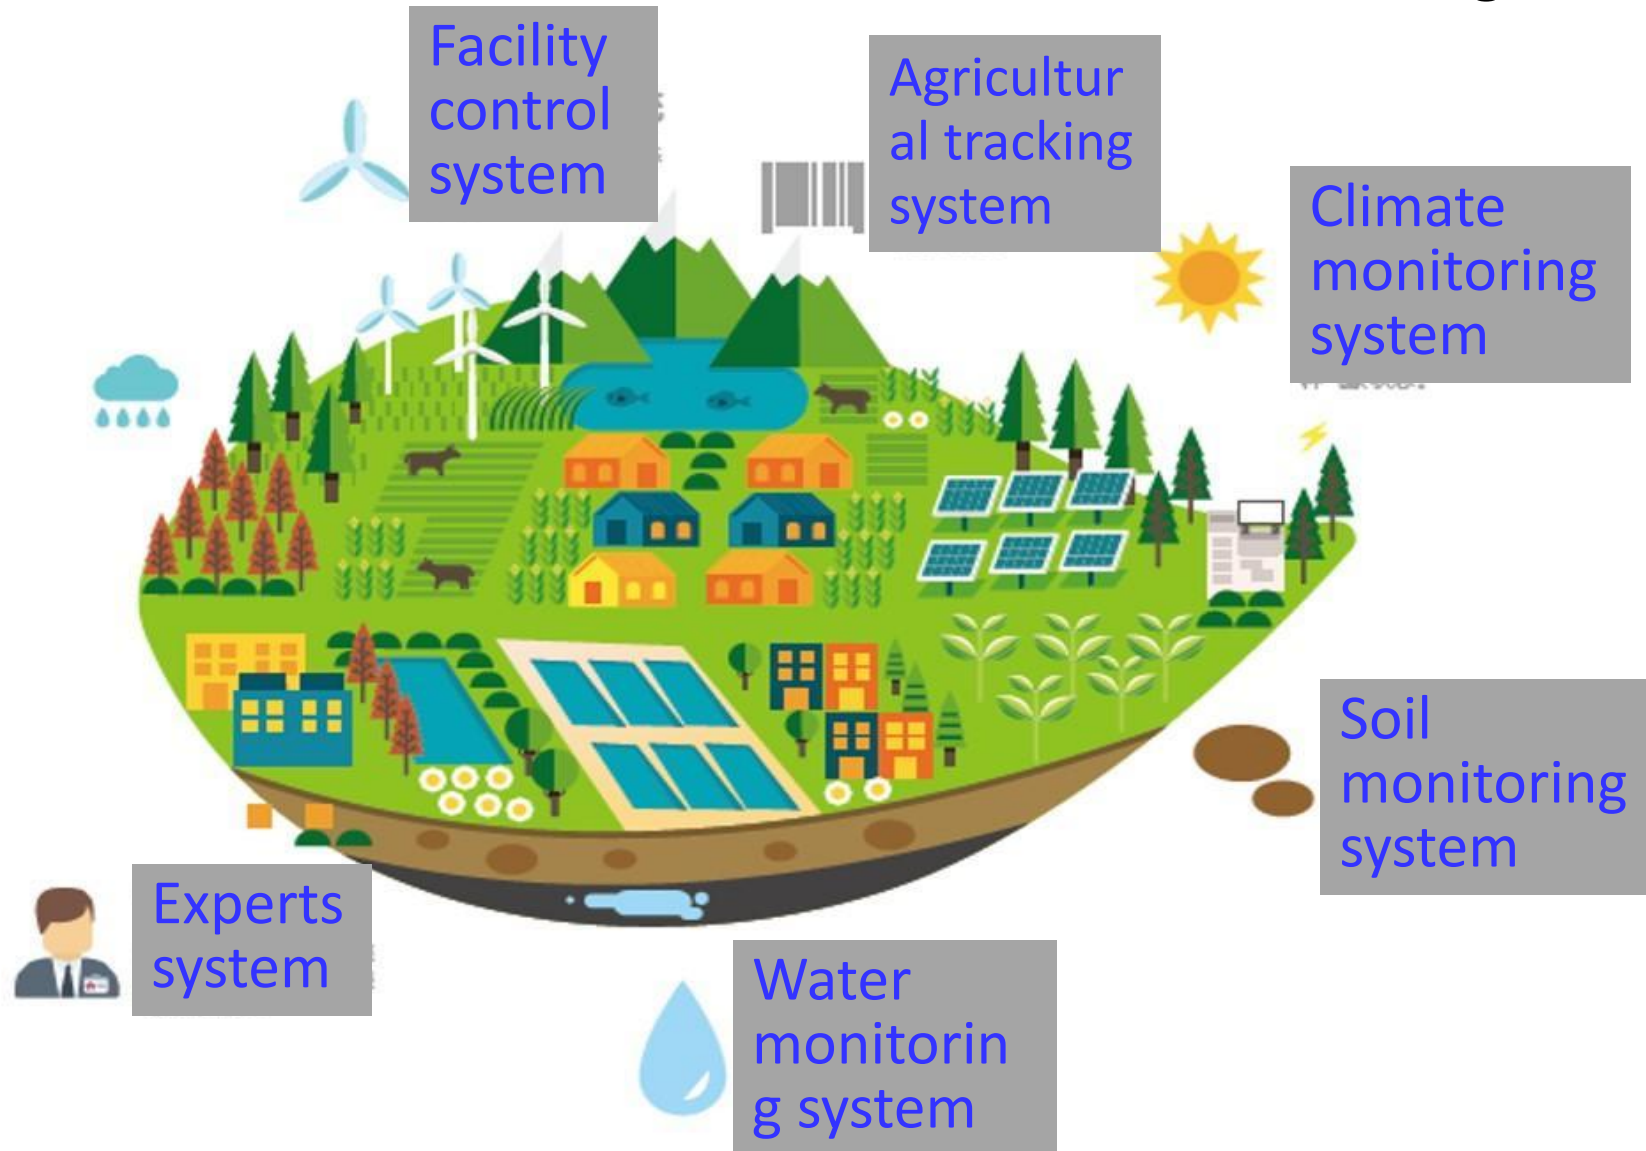 Facility
control
system
Agricultur
al tracking
system
Climate
monitoring
system
Soil
monitoring
system
Experts
system
Water
monitorin
g system